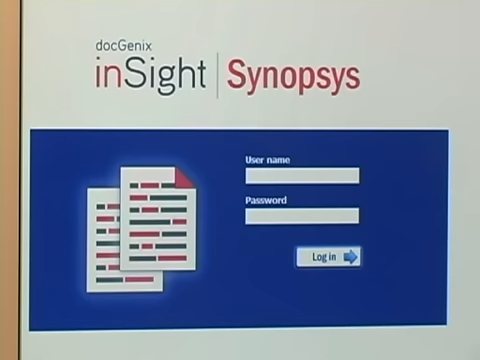 docGenix
inSight | Synopsys
User name
Password
Log in